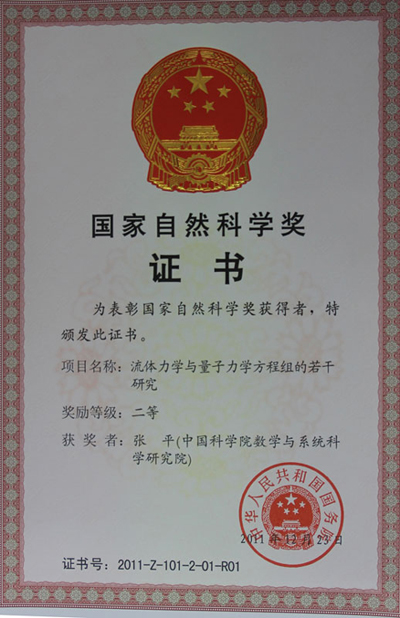 国家自然科学奖
证书
为表彰国家自然科学奖获得者，特
颁发此证书。
项目名称：流体力学与量子力学方程组的若干
研究
奖励等级：二等
获奖者：张 平(中国科学院数学与系统科
学研究院)
中华人民共和国国务院
2011年12月23日
证书号：2011-Z-101-2-01-R01